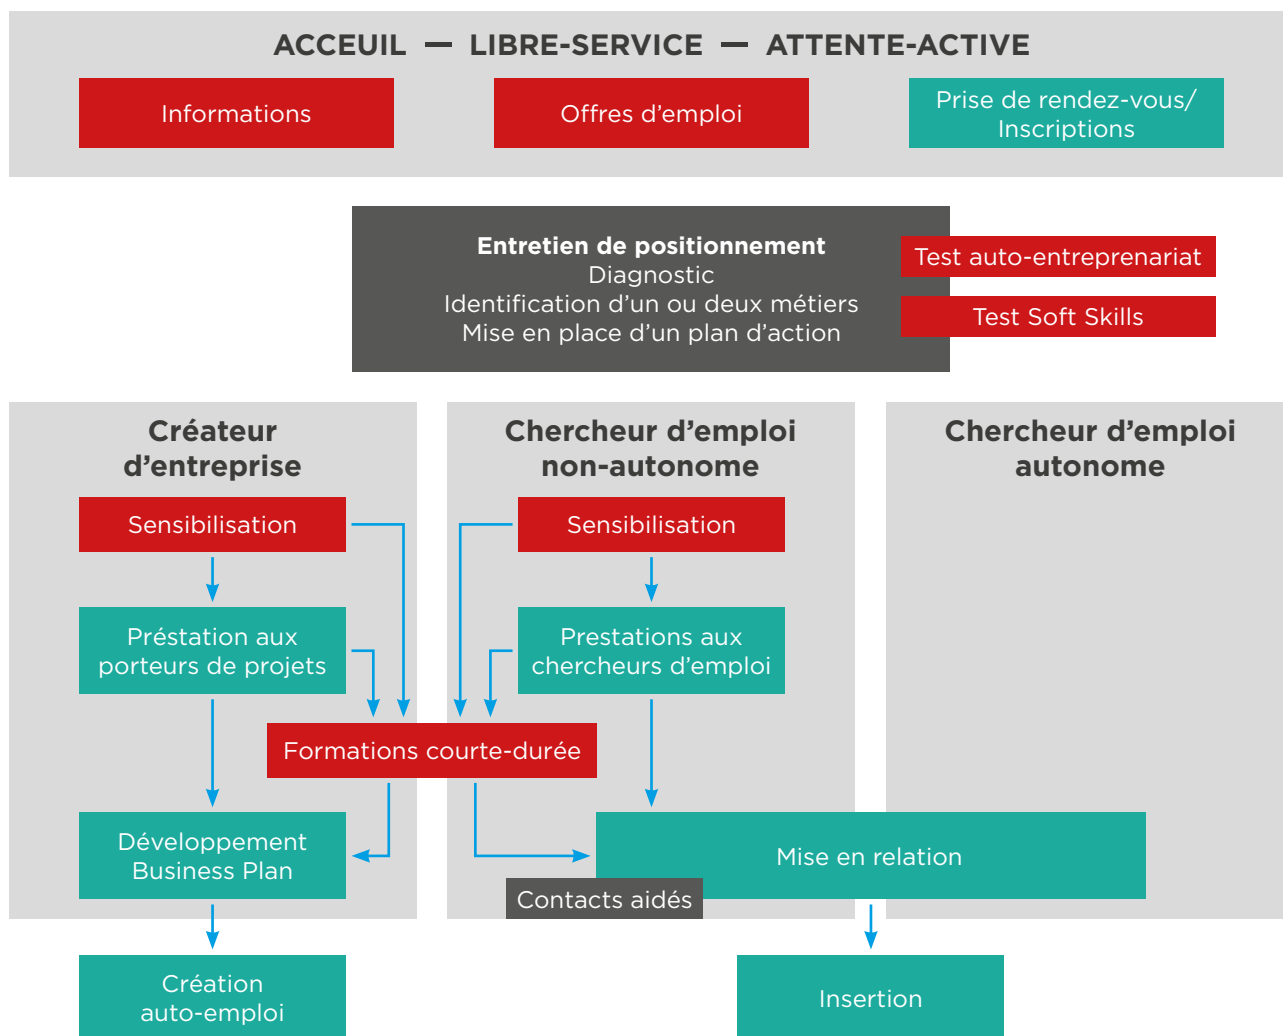 ACCEUIL — LIBRE-SERVICE — ATTENTE-ACTIVE
Informations
Offres d’emploi
Prise de rendez-vous/
Inscriptions
Entretien de positionnement
Diagnostic
Identification d’un ou deux métiers
Mise en place d’un plan d’action
Test auto-entreprenariat
Test Soft Skills
Créateur
d’entreprise
Sensibilisation
Préstation aux
porteurs de projets
Chercheur d’emploi
non-autonome
Sensibilisation
Prestations aux
chercheurs d’emploi
Chercheur d’emploi
autonome
Formations courte-durée
Développement
Business Plan
Mise en relation
Contacts aidés
Création
auto-emploi
Insertion